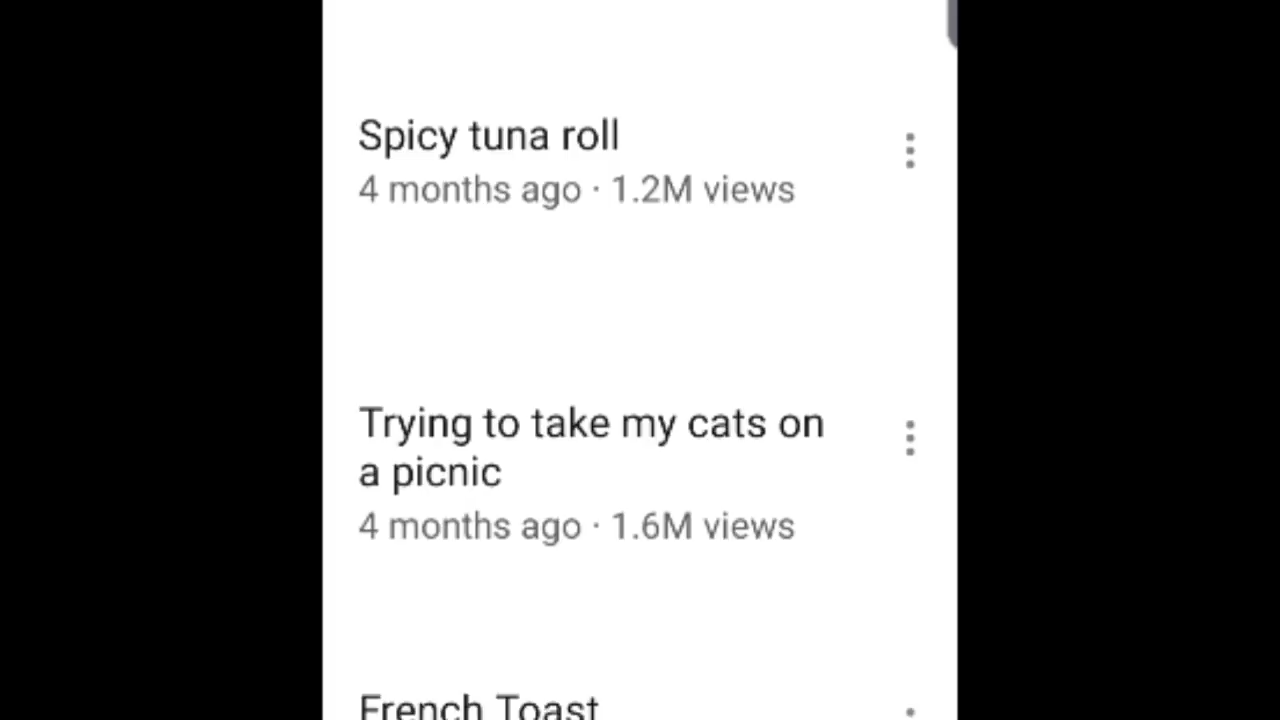 Spicy tuna roll
4 months ago · 1.2M views
Trying to take my cats on
a picnic
4 months ago · 1.6M views
French Toast